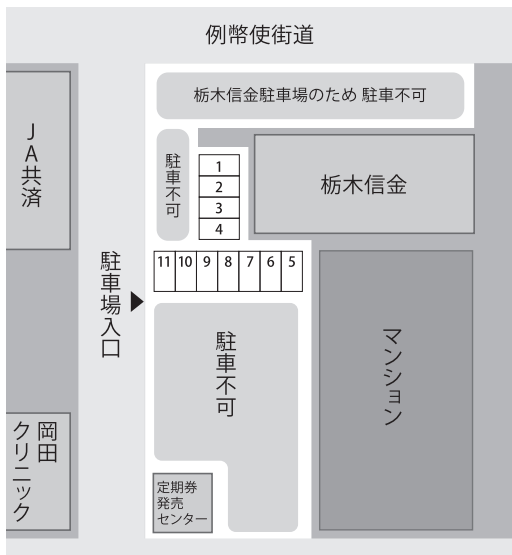 例幣使街道
栃木信金駐車場のため 駐車不可
JA共済
駐車不可
1
2
3
4
栃木信金
駐車場入口
11 10 9 8 7 6 5
駐車不可
マンション
岡田
クリニック
定期券
発売
センター